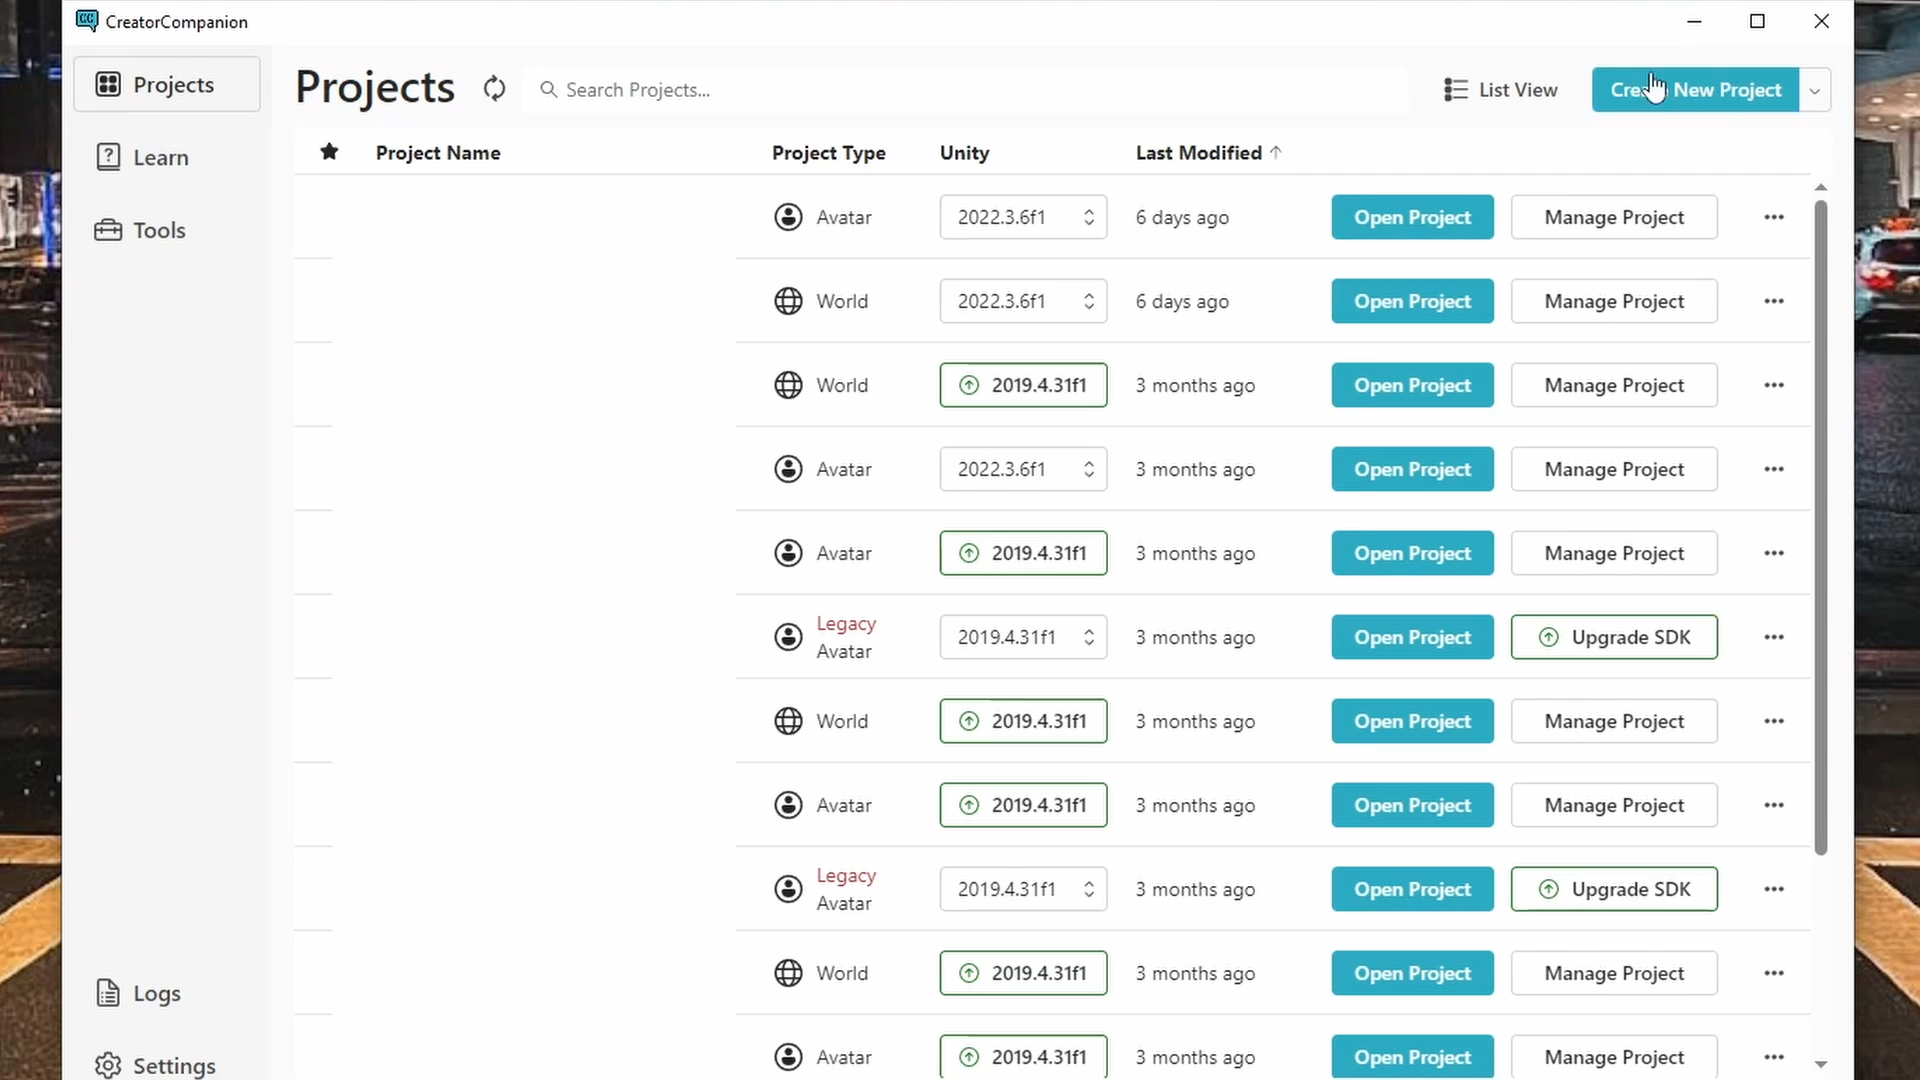 CreatorCompanion
Projects
Learn
Tools
Logs
Settings
Projects
Search Projects...
List View
Create New Project
Project Name
Project Type
Unity
Last Modified
Avatar
2022.3.6f1
6 days ago
Open Project
Manage Project
World
2022.3.6f1
6 days ago
Open Project
Manage Project
World
2019.4.31f1
3 months ago
Open Project
Manage Project
Avatar
2022.3.6f1
3 months ago
Open Project
Manage Project
Avatar
2019.4.31f1
3 months ago
Open Project
Manage Project
Legacy
Avatar
2019.4.31f1
3 months ago
Open Project
Upgrade SDK
World
2019.4.31f1
3 months ago
Open Project
Manage Project
Avatar
2019.4.31f1
3 months ago
Open Project
Manage Project
Legacy
Avatar
2019.4.31f1
3 months ago
Open Project
Upgrade SDK
World
2019.4.31f1
3 months ago
Open Project
Manage Project
Avatar
2019.4.31f1
3 months ago
Open Project
Manage Project